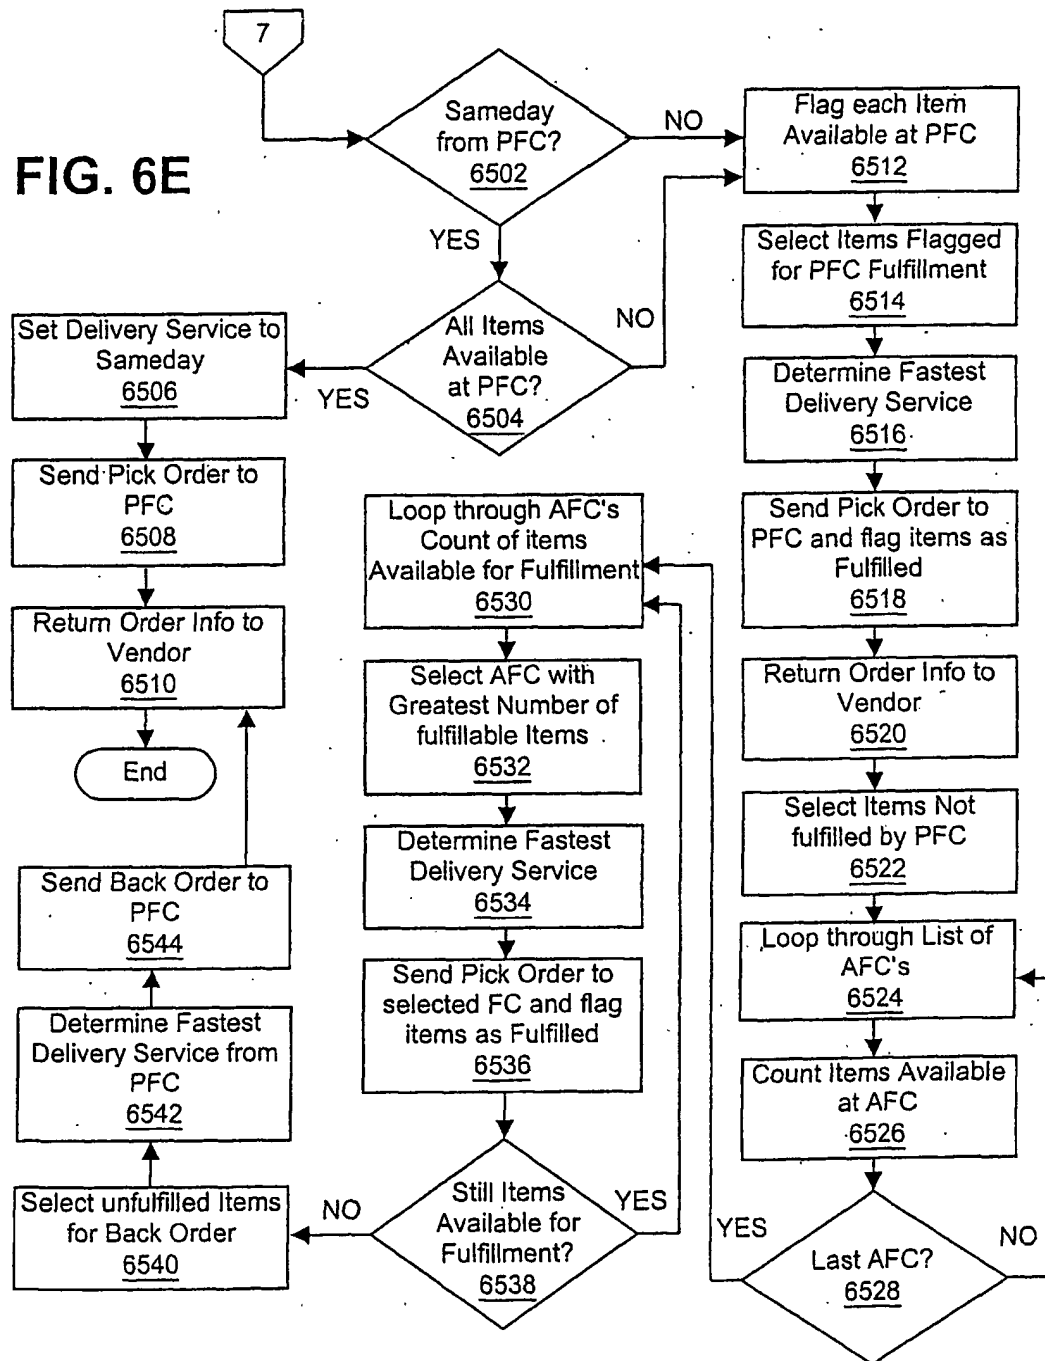 7
FIG. 6E
Sameday
from PFC?
6502
NO
YES
All Items
Available
at PFC?
6504
NO
YES
Set Delivery Service to
Sameday
6506
Send Pick Order to
PFC
6508
Return Order Info to
Vendor
6510
End
Flag each Item
Available at PFC
6512
Select Items Flagged
for PFC Fulfillment
6514
Determine Fastest
Delivery Service
6516
Send Pick Order to
PFC and flag items as
Fulfilled
6518
Return Order Info to
Vendor
6520
Select Items Not
fulfilled by PFC
6522
Loop through List of
AFC's
6524
Count Items Available
at AFC
6526
Last AFC?
6528
YES
NO
Loop through AFC's
Count of items
Available for Fulfillment
6530
Select AFC with
Greatest Number of
fulfillable Items
6532
Determine Fastest
Delivery Service
6534
Send Pick Order to
selected FC and flag
items as Fulfilled
6536
Still Items
Available for
Fulfillment?
6538
YES
NO
Select unfulfilled Items
for Back Order
6540
Determine Fastest
Delivery Service from
PFC
6542
Send Back Order to
PFC
6544